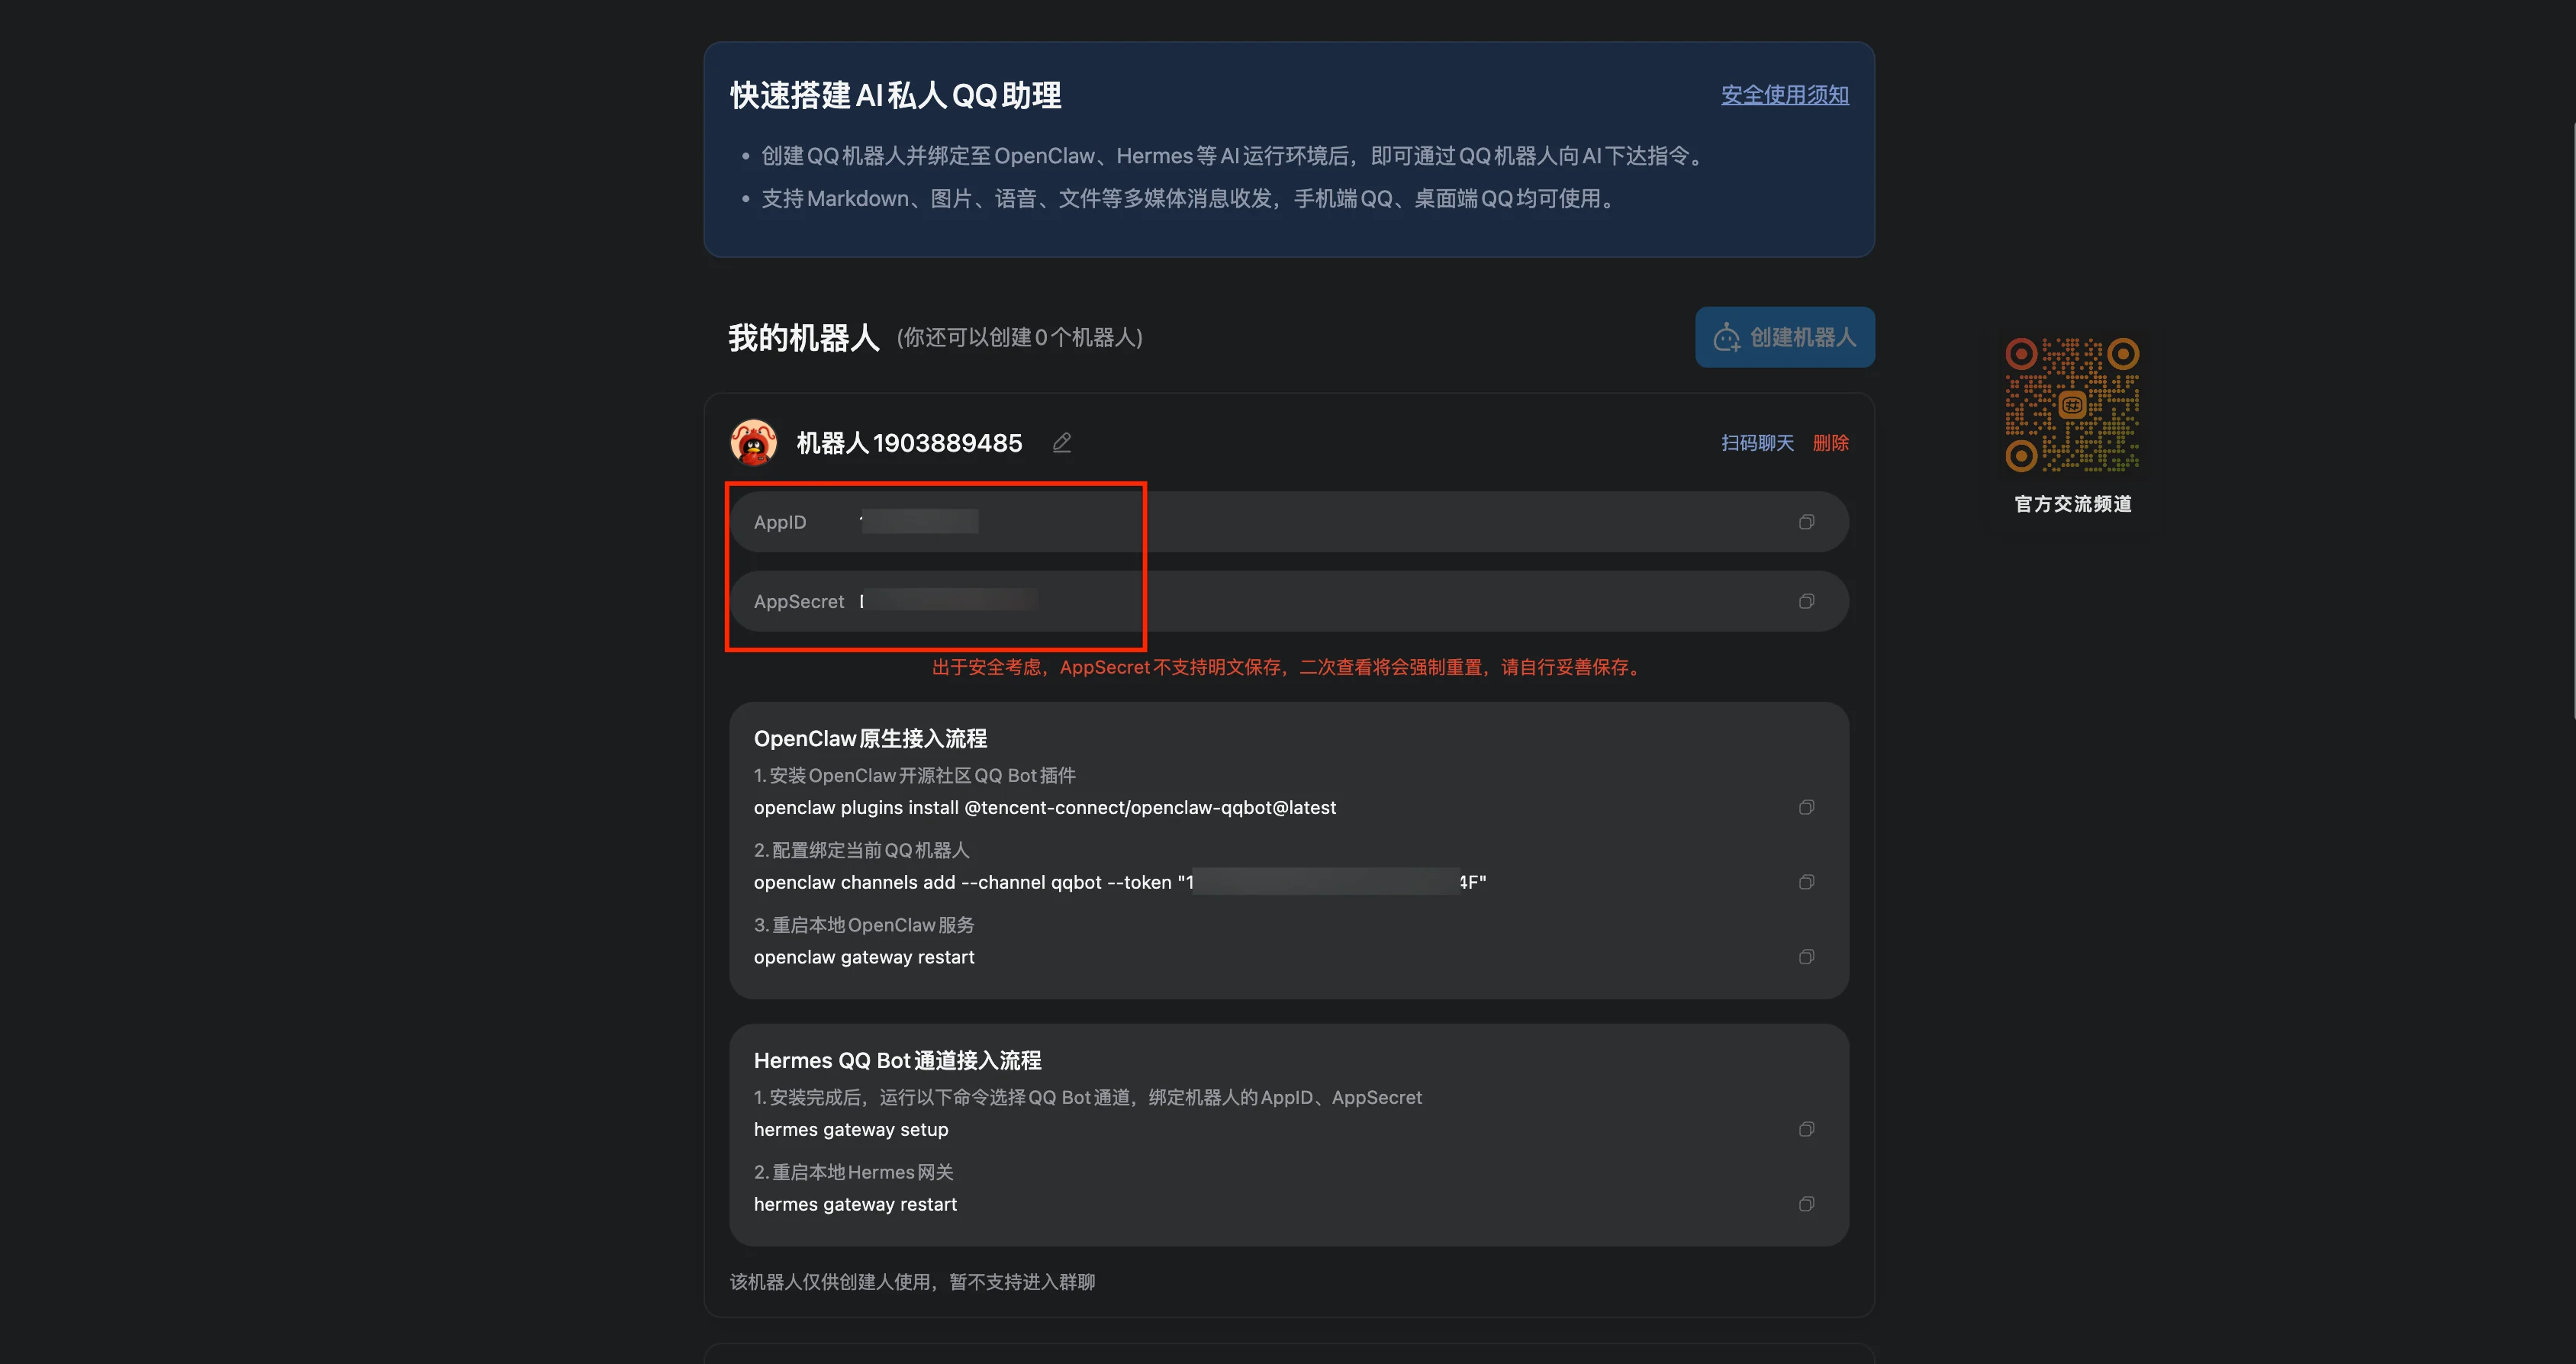 快速搭建AI私人QQ助理
安全使用须知
• 创建QQ机器人并绑定至OpenClaw、Hermes等AI运行环境后，即可通过QQ机器人向AI下达指令。
• 支持Markdown、图片、语音、文件等多媒体消息收发，手机端QQ、桌面端QQ均可使用。
我的机器人 (你还可以创建0个机器人)
创建机器人
机器人1903889485
扫码聊天 删除
AppID
AppSecret
出于安全考虑，AppSecret不支持明文保存，二次查看将会强制重置，请自行妥善保存。
OpenClaw原生接入流程
1.安装OpenClaw开源社区QQ Bot插件
openclaw plugins install @tencent-connect/openclaw-qqbot@latest
2.配置绑定当前QQ机器人
openclaw channels add --channel qqbot --token "1 4F"
3.重启本地OpenClaw服务
openclaw gateway restart
Hermes QQ Bot通道接入流程
1.安装完成后，运行以下命令选择QQ Bot通道，绑定机器人的AppID、AppSecret
hermes gateway setup
2.重启本地Hermes网关
hermes gateway restart
该机器人仅供创建人使用，暂不支持进入群聊
官方交流频道